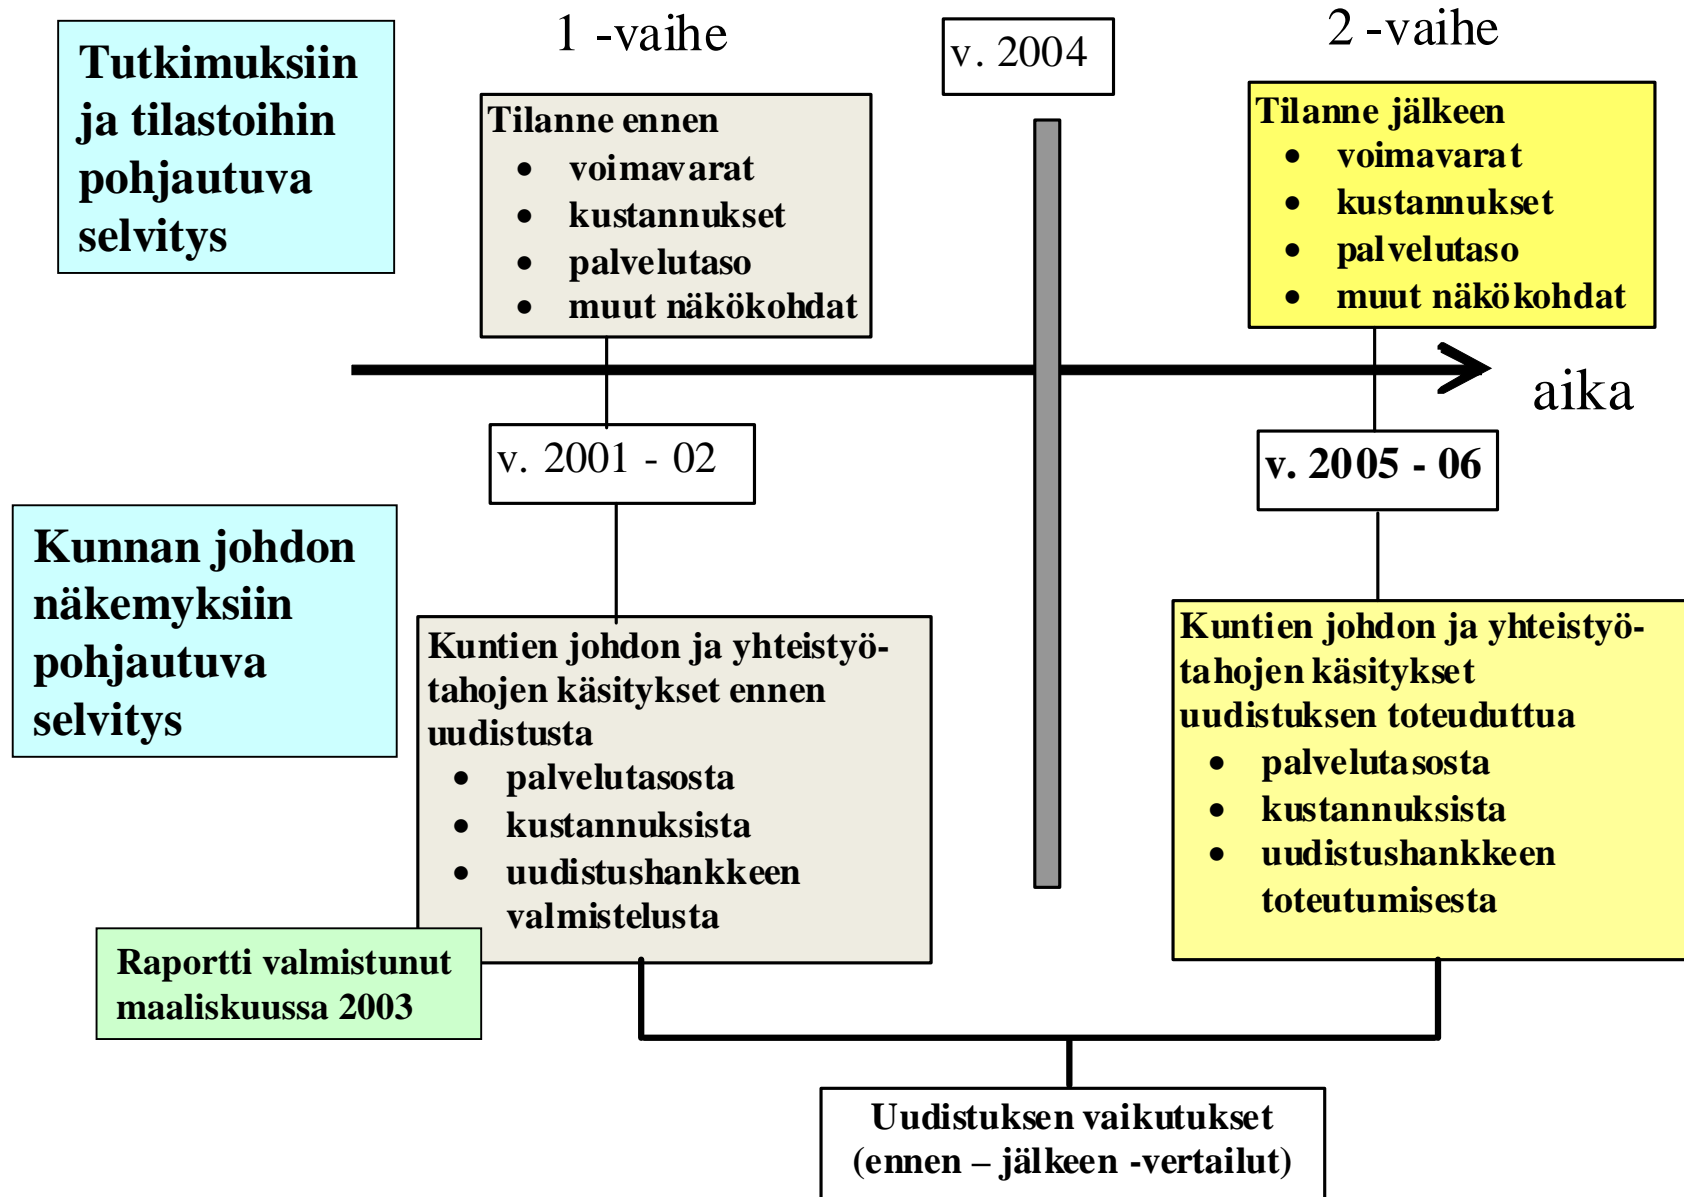 Tutkimuksiin
ja tilastoihin
pohjautuva
selvitys
1 -vaihe
v. 2004
2 -vaihe
Tilanne ennen
• voimavarat
• kustannukset
• palvelutaso
• muut näkökohdat
Tilanne jälkeen
• voimavarat
• kustannukset
• palvelutaso
• muut näkökohdat
aika
v. 2001 - 02
v. 2005 - 06
Kunnan johdon
näkemyksiin
pohjautuva
selvitys
Kuntien johdon ja yhteistyö-
tahojen käsitykset ennen
uudistusta
• palvelutasosta
• kustannuksista
• uudistushankkeen
valmistelusta
Kuntien johdon ja yhteistyö-
tahojen käsitykset
uudistuksen toteuduttua
• palvelutasosta
• kustannuksista
• uudistushankkeen
toteutumisesta
Raportti valmistunut
maaliskuussa 2003
Uudistuksen vaikutukset
(ennen – jälkeen -vertailut)